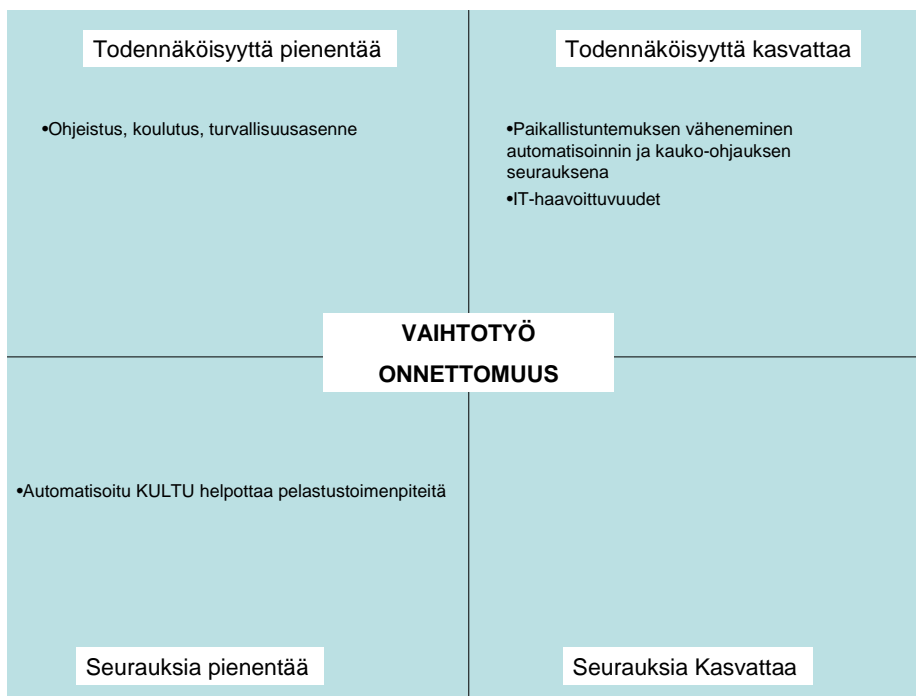 Todennäköisyyttä pienentää
Todennäköisyyttä kasvattaa
•Ohjeistus, koulutus, turvallisuusasenne
•Paikallistuntemuksen väheneminen
automatisoinnin ja kauko-ohjauksen
seurauksena
•IT-haavoittuvuudet
VAIHTOTYÖ
ONNETTOMUUS
•Automatisoitu KULTU helpottaa pelastustoimenpiteitä
Seurauksia pienentää
Seurauksia Kasvattaa